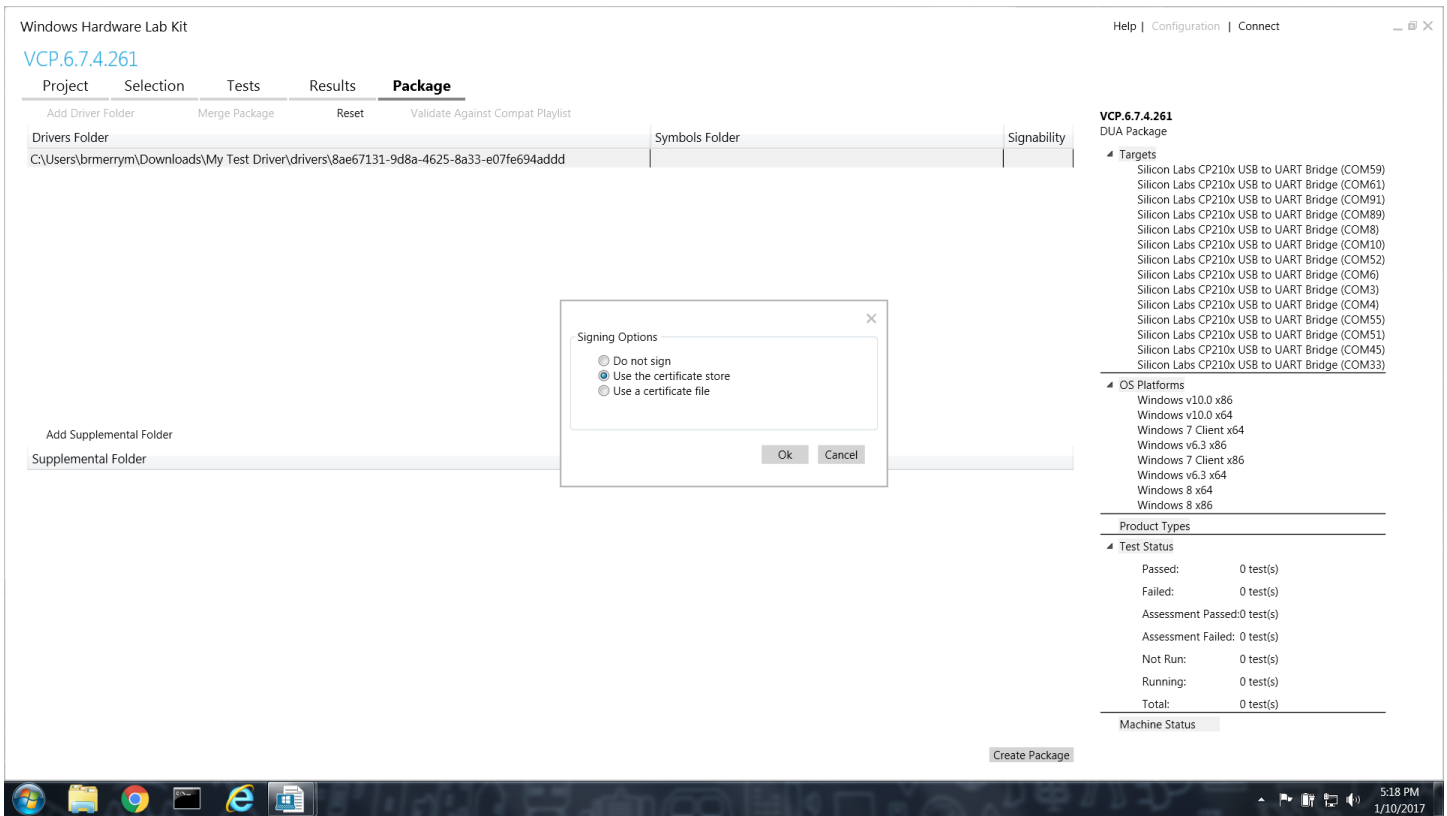 Windows Hardware Lab Kit
Help | Configuration | Connect
VCP.6.7.4.261
Project Selection Tests Results Package
Add Driver Folder Merge Package Reset Validate Against Compat Playlist
Drivers Folder Symbols Folder Signability
C:\Users\brmerrym\Downloads\My Test Driver\drivers\8ae67131-9d8a-4625-8a33-e07fe694addd
Signing Options
Do not sign
Use the certificate store
Use a certificate file
Ok Cancel
Add Supplemental Folder
Supplemental Folder
Create Package
VCP.6.7.4.261
DUA Package
Targets
Silicon Labs CP210x USB to UART Bridge (COM59)
Silicon Labs CP210x USB to UART Bridge (COM61)
Silicon Labs CP210x USB to UART Bridge (COM91)
Silicon Labs CP210x USB to UART Bridge (COM89)
Silicon Labs CP210x USB to UART Bridge (COM8)
Silicon Labs CP210x USB to UART Bridge (COM10)
Silicon Labs CP210x USB to UART Bridge (COM52)
Silicon Labs CP210x USB to UART Bridge (COM6)
Silicon Labs CP210x USB to UART Bridge (COM3)
Silicon Labs CP210x USB to UART Bridge (COM4)
Silicon Labs CP210x USB to UART Bridge (COM55)
Silicon Labs CP210x USB to UART Bridge (COM51)
Silicon Labs CP210x USB to UART Bridge (COM45)
Silicon Labs CP210x USB to UART Bridge (COM33)
OS Platforms
Windows v10.0 x86
Windows v10.0 x64
Windows 7 Client x64
Windows v6.3 x86
Windows 7 Client x86
Windows v6.3 x64
Windows 8 x64
Windows 8 x86
Product Types
Test Status
Passed: 0 test(s)
Failed: 0 test(s)
Assessment Passed:0 test(s)
Assessment Failed: 0 test(s)
Not Run: 0 test(s)
Running: 0 test(s)
Total: 0 test(s)
Machine Status
5:18 PM
1/10/2017